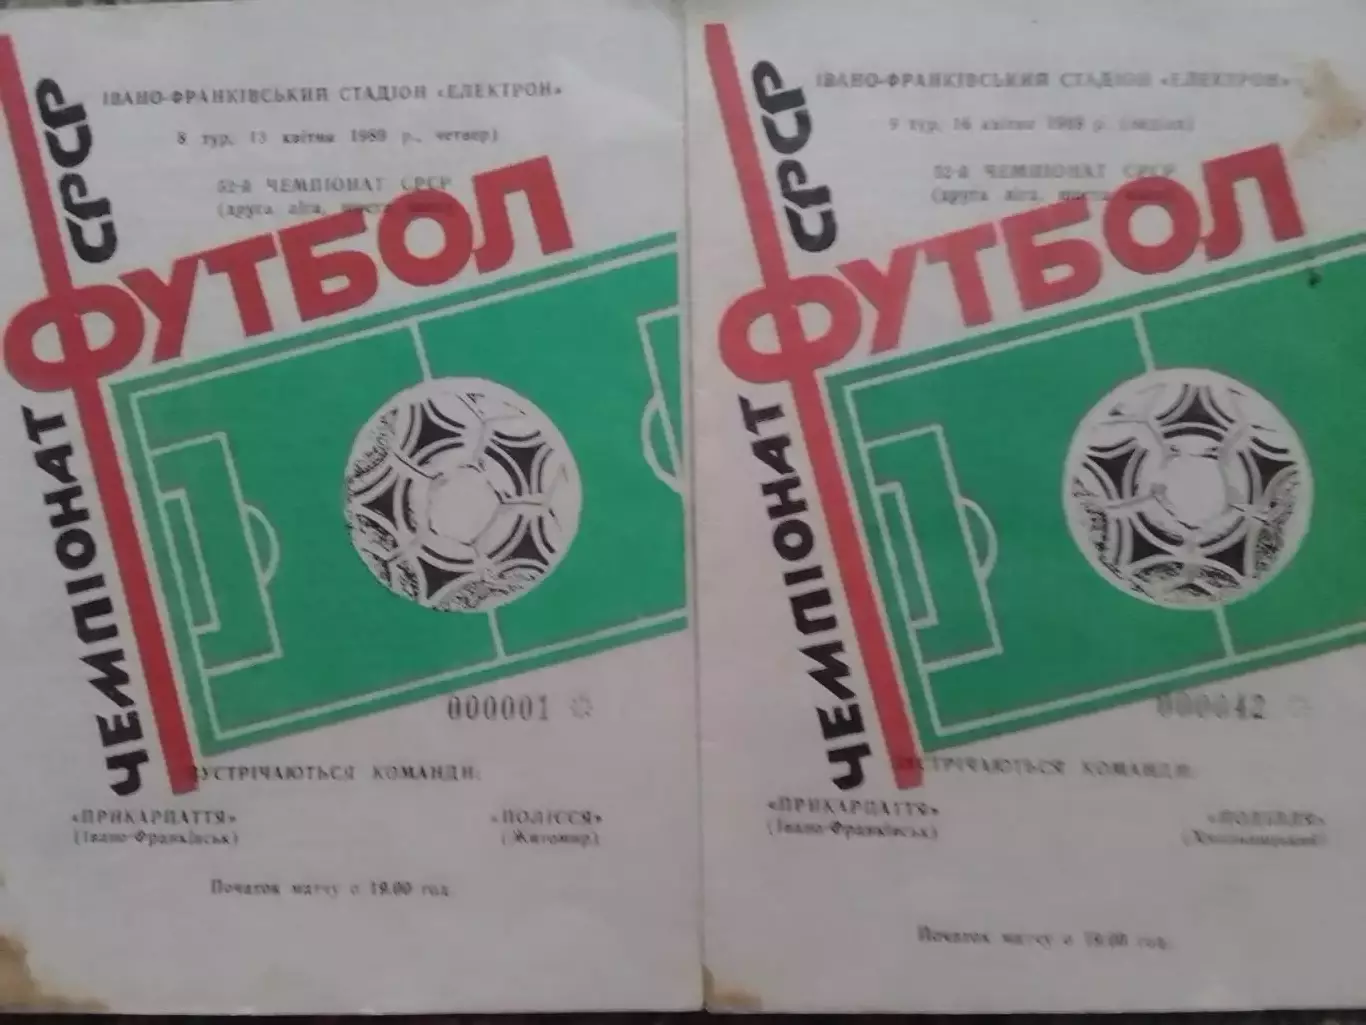 ЧЕМПІОНАТ СРСР
ФУТБОЛ
ІВАНО-ФРАНКІВСЬКИЙ СТАДІОН «ЕЛЕКТРОН»
8 тур, 13 квітня 1989 р., четвер)
52-й ЧЕМПІОНАТ СРСР
(друга ліга,
000001
ЗУСТРІЧАЮТЬСЯ КОМАНДИ:
«ПРИКАРПАТТЯ» «ПОЛІССЯ»
(Івано-Франківськ) (Житомир)
Початок матчу о 19.00 год.
ЧЕМПІОНАТ СРСР
ФУТБОЛ
ІВАНО-ФРАНКІВСЬКИЙ СТАДІОН «ЕЛЕКТРОН»
9 тур, 16 квітня 1989 р. (неділя)
52-й ЧЕМПІОНАТ СРСР
(друга ліга,
000042
ЗУСТРІЧАЮТЬСЯ КОМАНДИ:
«ПРИКАРПАТТЯ» «ПОДІЛЛЯ»
(Івано-Франківськ) (Хмельницький)
Початок матчу о 18.00 год.